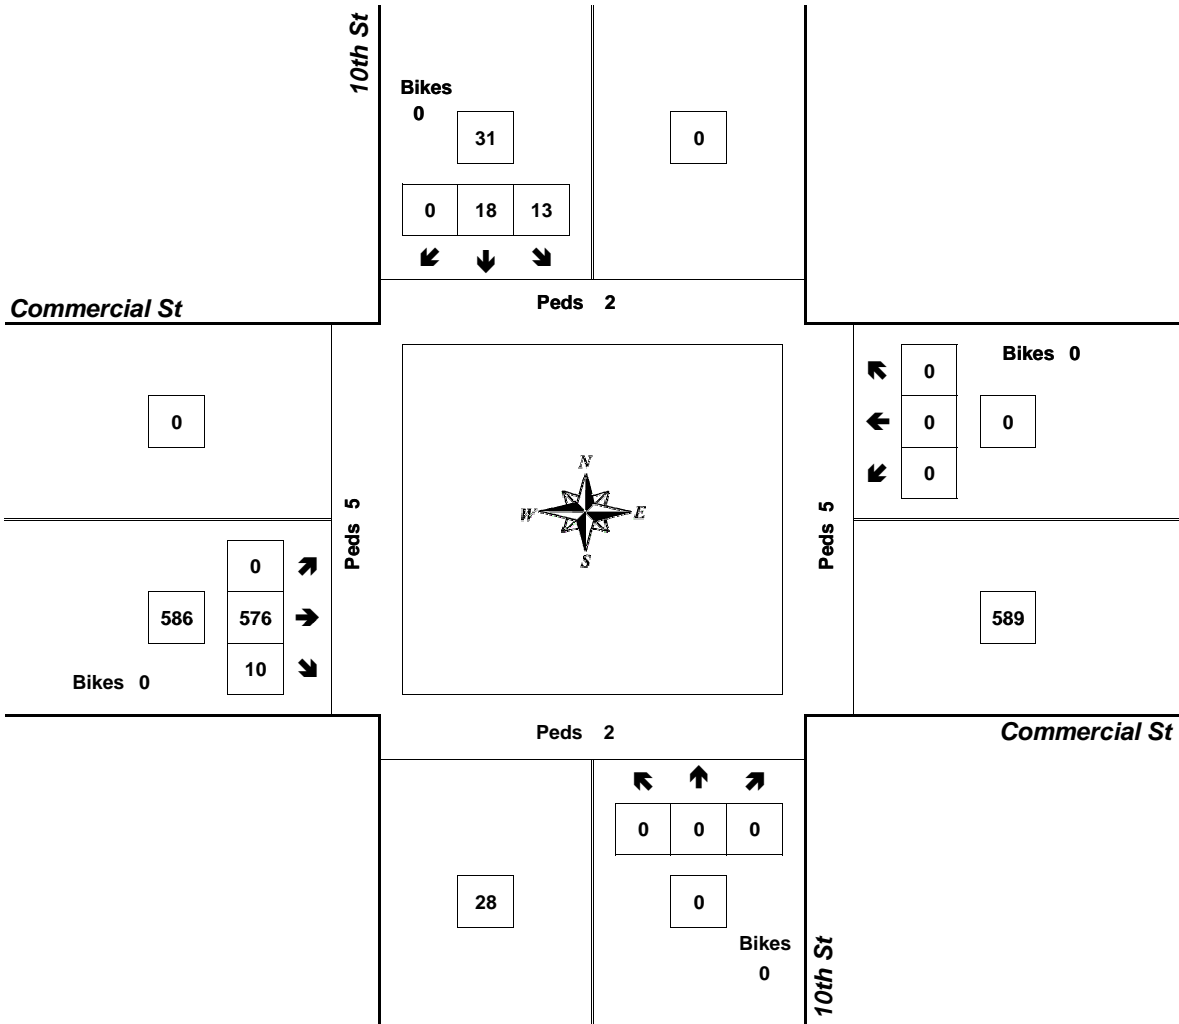 10th St
Bikes
0
31
0
0 18 13
Peds 2
Commercial St
Bikes 0
0
0
0
0
0
N
W E
S
Peds 5
Peds 5
0
586
576
10
Bikes 0
589
Peds 2
Commercial St
0 0 0
28
0
Bikes
0
10th St